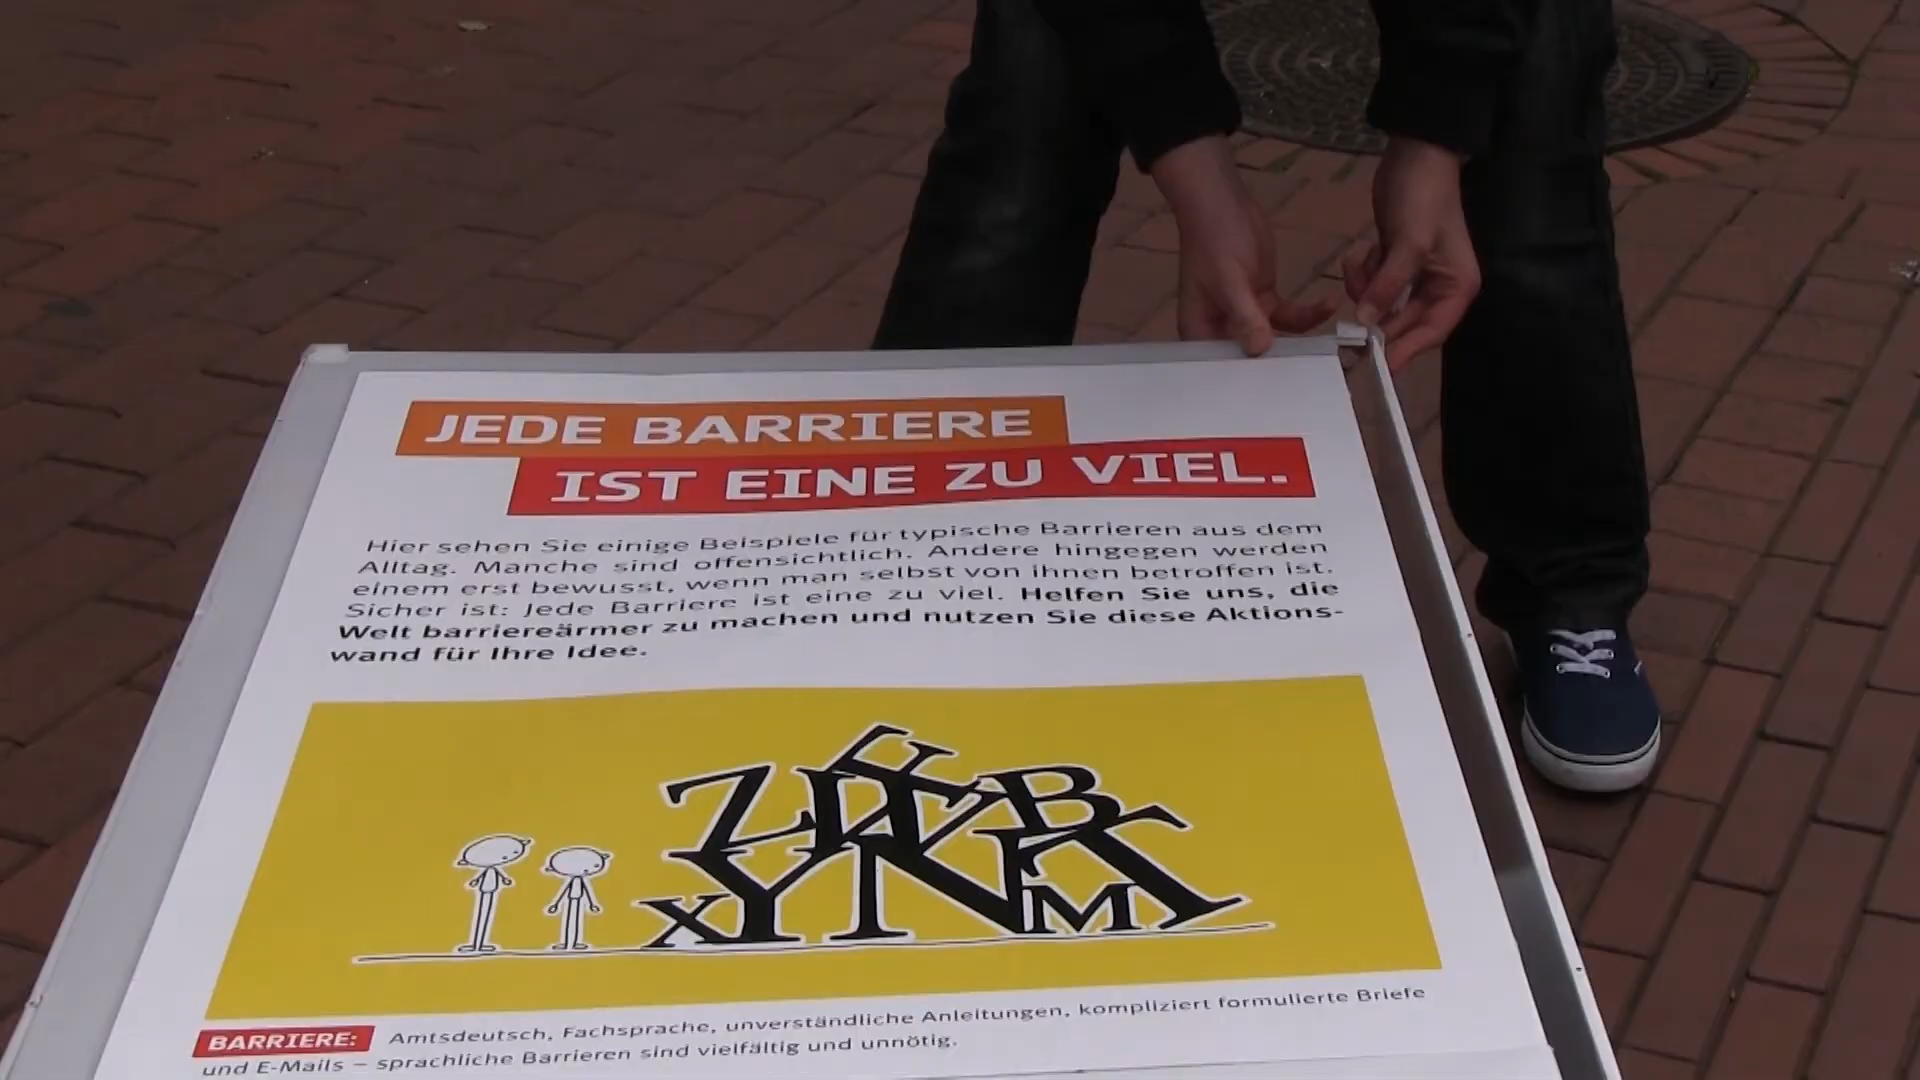 JEDE BARRIERE
IST EINE ZU VIEL.
Hier sehen Sie einige Beispiele für typische Barrieren aus dem
Alltag. Manche sind offensichtlich. Andere hingegen werden
einem erst bewusst, wenn man selbst von ihnen betroffen ist.
Sicher ist: Jede Barriere ist eine zu viel. Helfen Sie uns, die
Welt barriereärmer zu machen und nutzen Sie diese Aktions-
wand für Ihre Idee.
BARRIERE: Amtsdeutsch, Fachsprache, unverständliche Anleitungen, kompliziert formulierte Briefe
und E-Mails – sprachliche Barrieren sind vielfältig und unnötig.